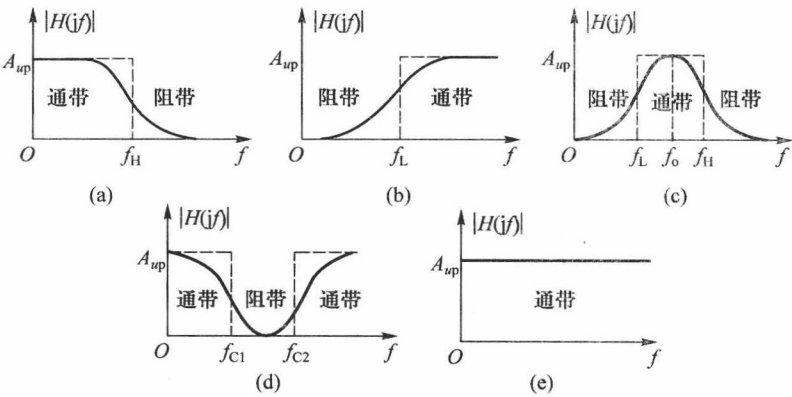 |H(jf)|
A_up
通带
阻带
O
f_H
f
(a)
|H(jf)|
A_up
阻带
通带
O
f_L
f
(b)
|H(jf)|
阻带
通带
阻带
O
f_L
f_o
f_H
f
(c)
|H(jf)|
A_up
通带
阻带
通带
O
f_C1
f_C2
f
(d)
|H(jf)|
A_up
通带
O
f
(e)